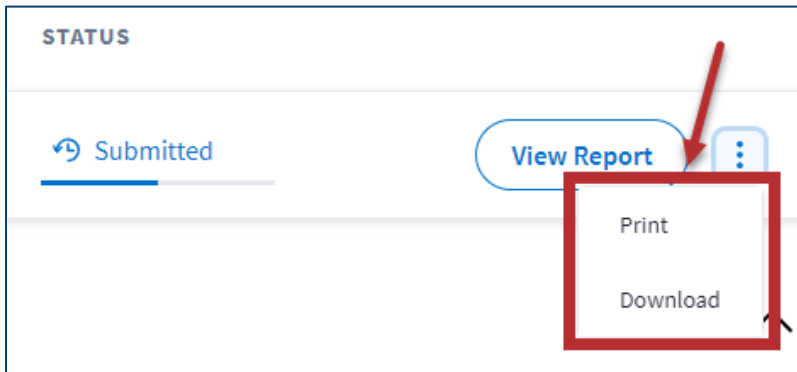 STATUS
Submitted
View Report
Print
Download